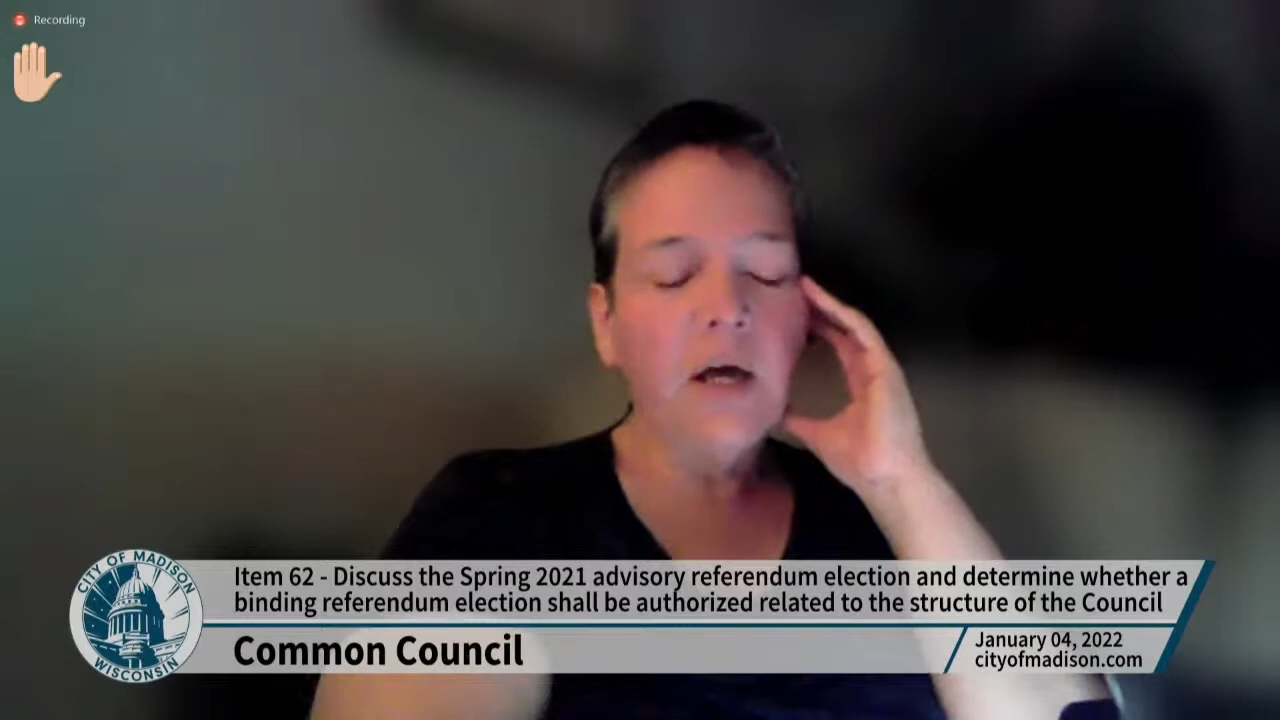 Recording
Item 62 - Discuss the Spring 2021 advisory referendum election and determine whether a
binding referendum election shall be authorized related to the structure of the Council
Common Council
January 04, 2022
cityofmadison.com
CITY OF MADISON
WISCONSIN